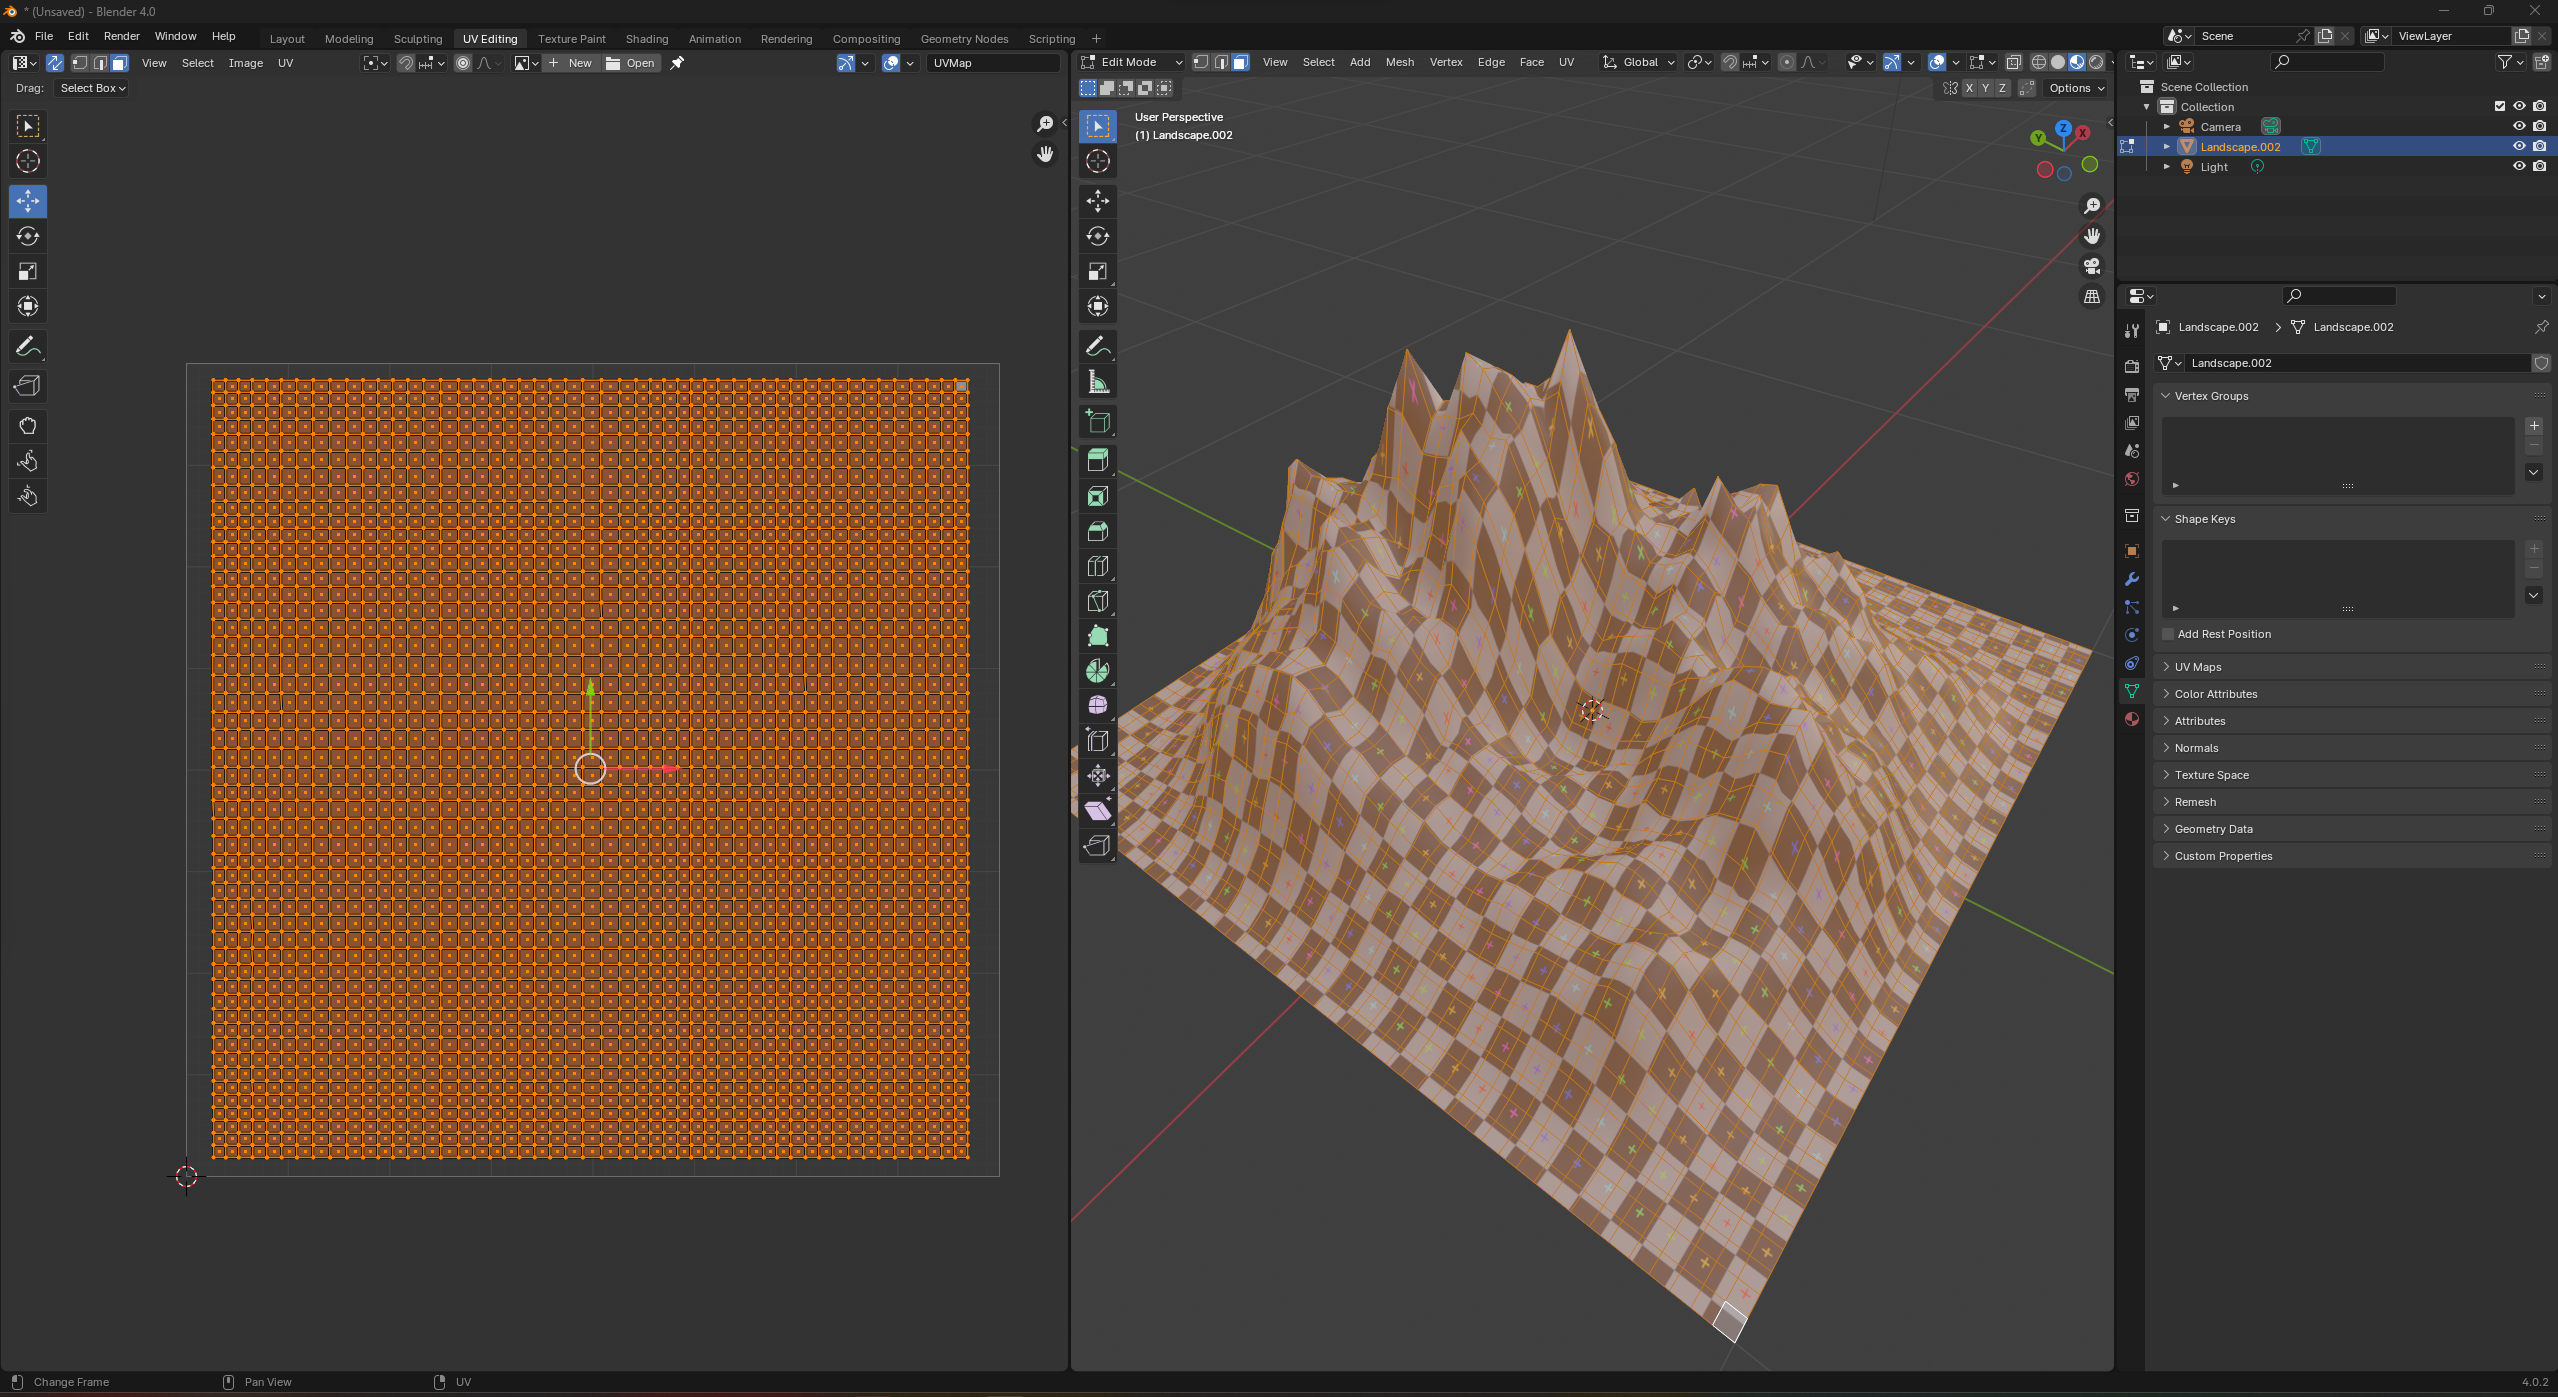 * (Unsaved) - Blender 4.0
File Edit Render Window Help Layout Modeling Sculpting UV Editing Texture Paint Shading Animation Rendering Compositing Geometry Nodes Scripting + Scene ViewLayer
View Select Image UV + New Open UVMap
Drag: Select Box
Edit Mode View Select Add Mesh Vertex Edge Face UV Global
X Y Z Options
User Perspective
(1) Landscape.002
Z
Y
X
Scene Collection
Collection
Camera
Landscape.002
Light
Landscape.002 > Landscape.002
Landscape.002
Vertex Groups
Shape Keys
Add Rest Position
UV Maps
Color Attributes
Attributes
Normals
Texture Space
Remesh
Geometry Data
Custom Properties
Change Frame Pan View UV 4.0.2